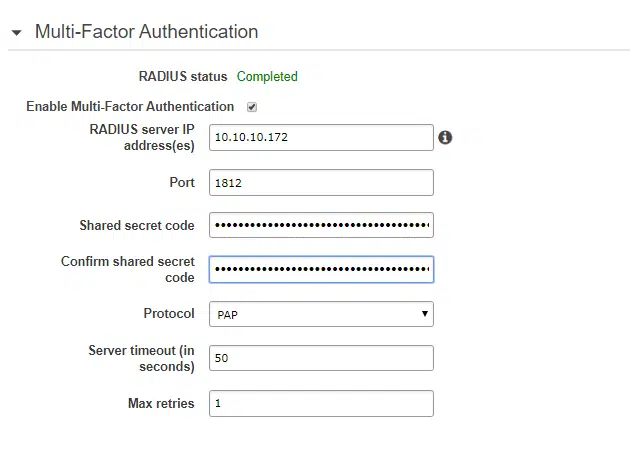 Multi-Factor Authentication
RADIUS status Completed
Enable Multi-Factor Authentication
RADIUS server IP
address(es)
10.10.10.172
Port 1812
Shared secret code ••••••••••••••••••••••••••••••••••••
Confirm shared secret
code
••••••••••••••••••••••••••••••••••••
Protocol PAP
Server timeout (in
seconds)
50
Max retries 1